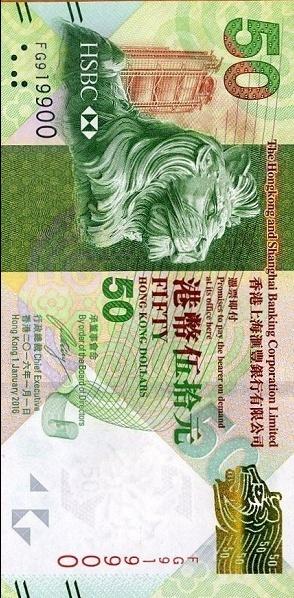 50
FG919900
HSBC
The Hongkong and Shanghai Banking Corporation Limited
香港上海滙豐銀行有限公司
憑票即付
Promises to pay the bearer on demand
at its office here
港幣伍拾元
FIFTY
HONG KONG DOLLARS
50
承董事會命
By order of the Board of Directors
行政總裁 Chief Executive
香港二〇一六年一月一日
Hong Kong 1 January 2016
50
FG919900